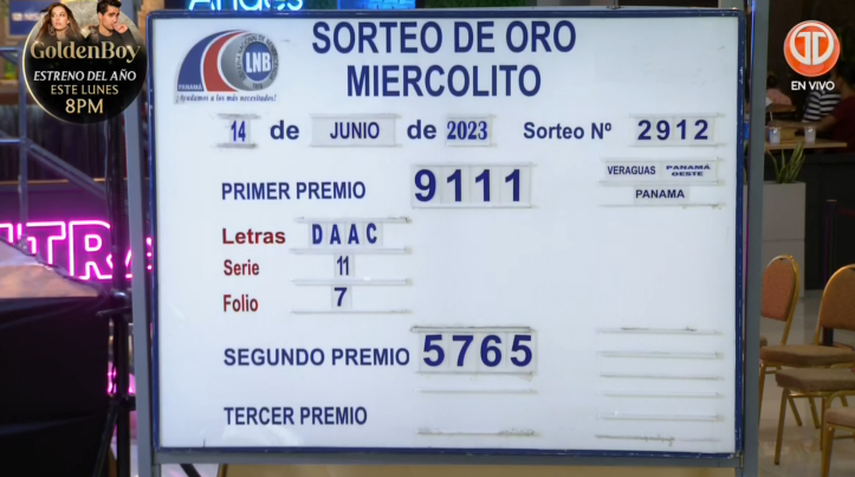 GoldenBoy
ESTRENO DEL AÑO
ESTE LUNES
8PM
EN VIVO
LNB
PANAMÁ
¡Ayudamos a los más necesitados!
SORTEO DE ORO
MIERCOLITO
14 de JUNIO de 2023 Sorteo Nº 2912
PRIMER PREMIO 9111
VERAGUAS PANAMÁ OESTE
PANAMA
Letras DAAC
Serie 11
Folio 7
SEGUNDO PREMIO 5765
TERCER PREMIO